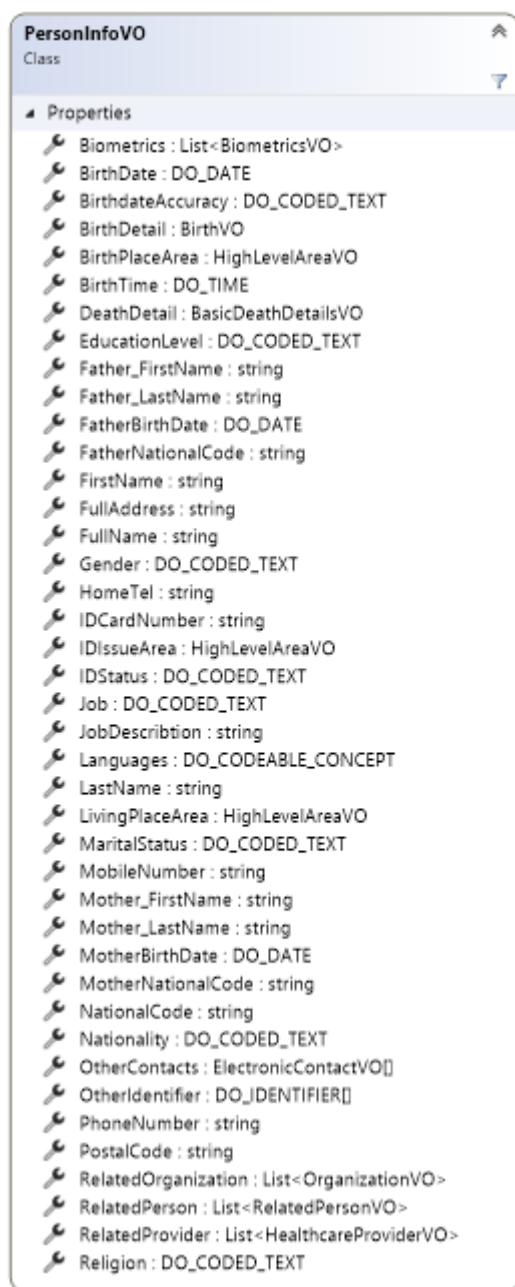 PersonInfoVO
Class
Properties
Biometrics : List<BiometricsVO>
BirthDate : DO_DATE
BirthdateAccuracy : DO_CODED_TEXT
BirthDetail : BirthVO
BirthPlaceArea : HighLevelAreaVO
BirthTime : DO_TIME
DeathDetail : BasicDeathDetailsVO
EducationLevel : DO_CODED_TEXT
Father_FirstName : string
Father_LastName : string
FatherBirthDate : DO_DATE
FatherNationalCode : string
FirstName : string
FullAddress : string
FullName : string
Gender : DO_CODED_TEXT
HomeTel : string
IDCardNumber : string
IDIssueArea : HighLevelAreaVO
IDStatus : DO_CODED_TEXT
Job : DO_CODED_TEXT
JobDescribtion : string
Languages : DO_CODEABLE_CONCEPT
LastName : string
LivingPlaceArea : HighLevelAreaVO
MaritalStatus : DO_CODED_TEXT
MobileNumber : string
Mother_FirstName : string
Mother_LastName : string
MotherBirthDate : DO_DATE
MotherNationalCode : string
NationalCode : string
Nationality : DO_CODED_TEXT
OtherContacts : ElectronicContactVO[]
OtherIdentifier : DO_IDENTIFIER[]
PhoneNumber : string
PostalCode : string
RelatedOrganization : List<OrganizationVO>
RelatedPerson : List<RelatedPersonVO>
RelatedProvider : List<HealthcareProviderVO>
Religion : DO_CODED_TEXT